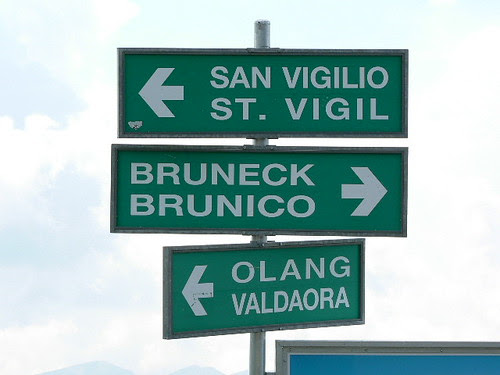 SAN VIGILIO
ST. VIGIL
BRUNECK
BRUNICO
OLANG
VALDAORA